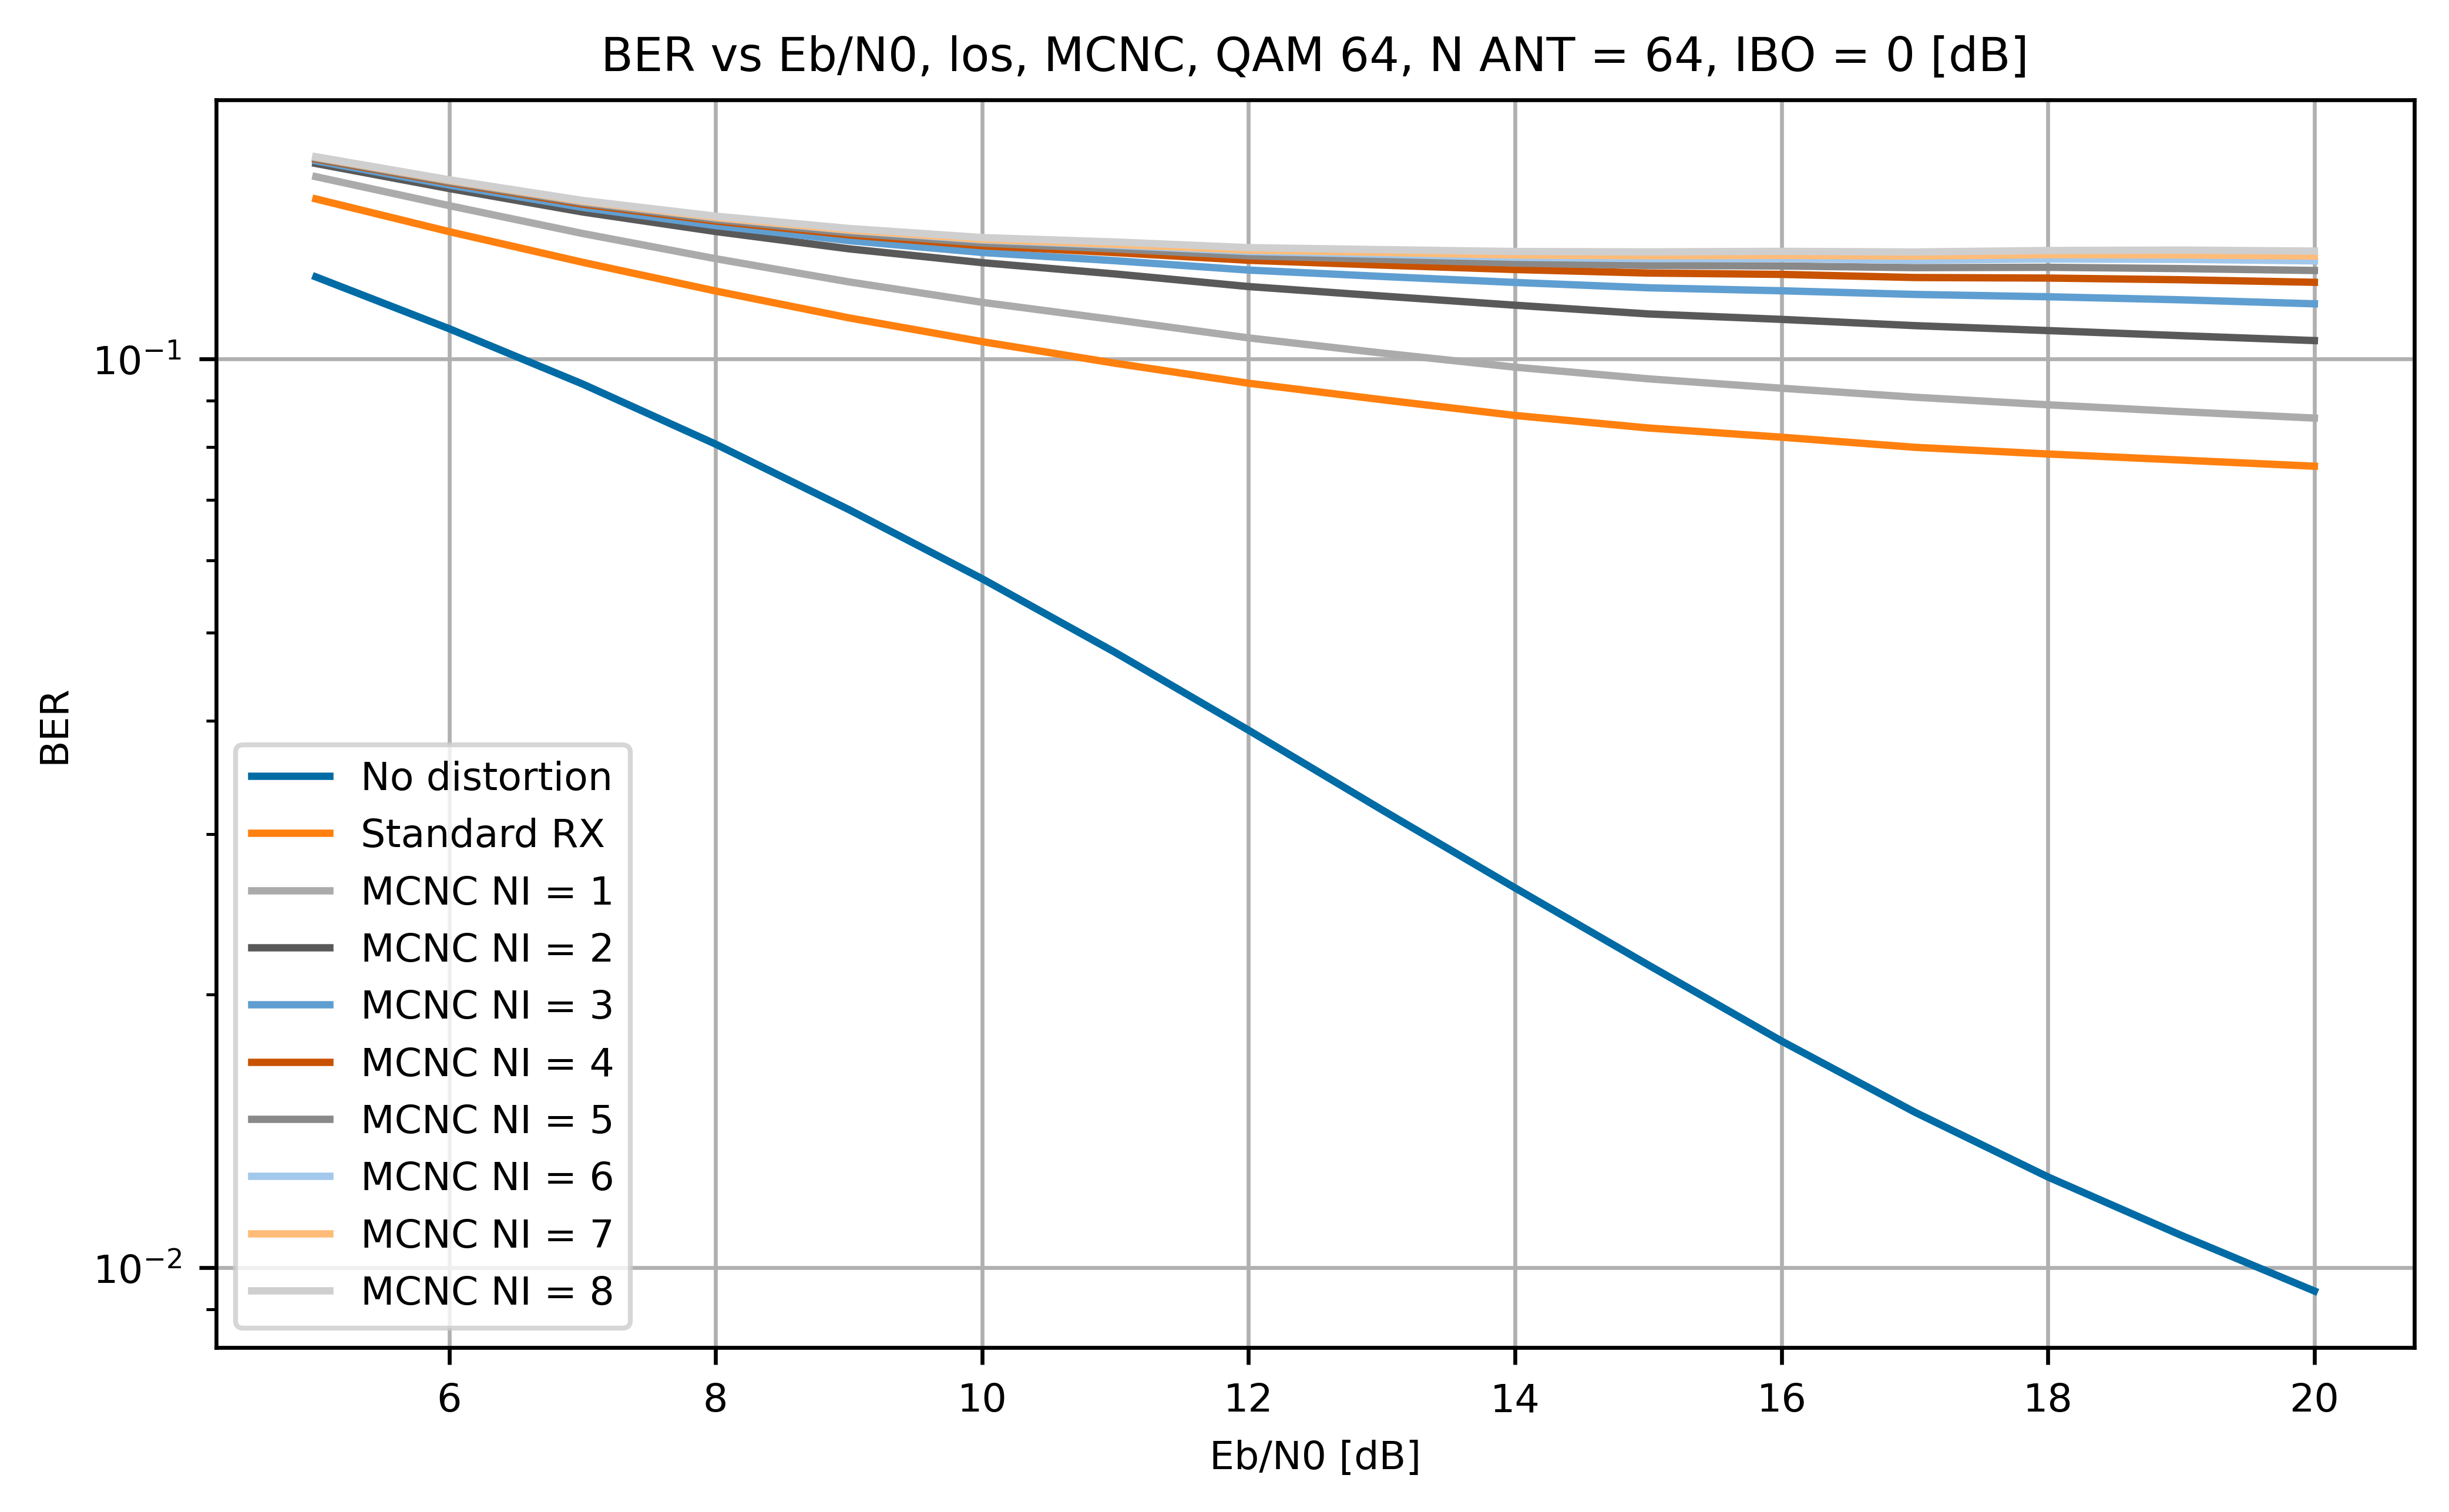 BER vs Eb/N0, los, MCNC, QAM 64, N ANT = 64, IBO = 0 [dB]
BER
10⁻¹
10⁻²
No distortion
Standard RX
MCNC NI = 1
MCNC NI = 2
MCNC NI = 3
MCNC NI = 4
MCNC NI = 5
MCNC NI = 6
MCNC NI = 7
MCNC NI = 8
6 8 10 12 14 16 18 20
Eb/N0 [dB]